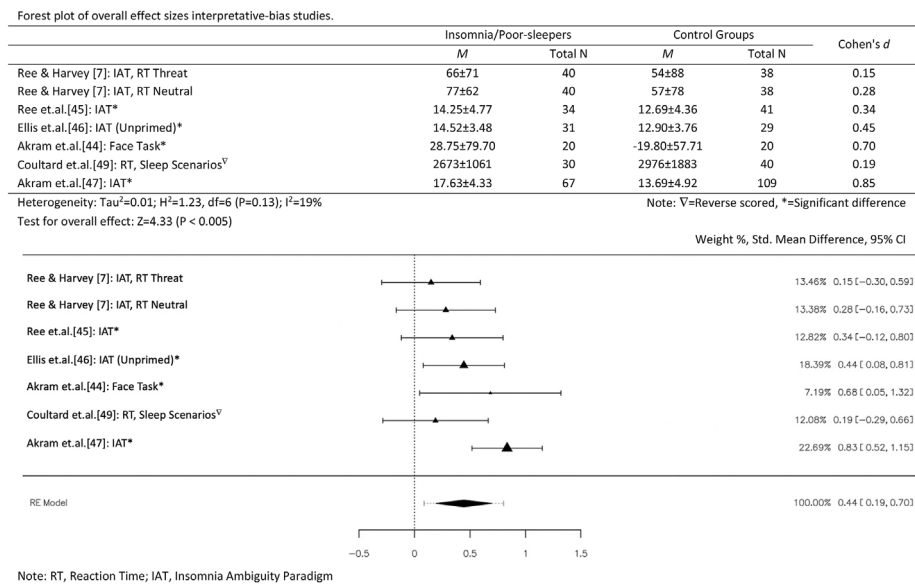 Forest plot of overall effect sizes interpretative-bias studies.
Insomnia/Poor-sleepers Control Groups Cohen's d
M Total N M Total N
Ree & Harvey [7]: IAT, RT Threat 66±71 40 54±88 38 0.15
Ree & Harvey [7]: IAT, RT Neutral 77±62 40 57±78 38 0.28
Ree et.al.[45]: IAT* 14.25±4.77 34 12.69±4.36 41 0.34
Ellis et.al.[46]: IAT (Unprimed)* 14.52±3.48 31 12.90±3.76 29 0.45
Akram et.al.[44]: Face Task* 28.75±79.70 20 -19.80±57.71 20 0.70
Coultard et.al.[49]: RT, Sleep Scenarios∇ 2673±1061 30 2976±1883 40 0.19
Akram et.al.[47]: IAT* 17.63±4.33 67 13.69±4.92 109 0.85
Heterogeneity: Tau²=0.01; H²=1.23, df=6 (P=0.13); I²=19% Note: ∇=Reverse scored, *=Significant difference
Test for overall effect: Z=4.33 (P < 0.005)
Weight %, Std. Mean Difference, 95% CI
Ree & Harvey [7]: IAT, RT Threat 13.46% 0.15 [-0.30, 0.59]
Ree & Harvey [7]: IAT, RT Neutral 13.38% 0.28 [-0.16, 0.73]
Ree et.al.[45]: IAT* 12.82% 0.34 [-0.12, 0.80]
Ellis et.al.[46]: IAT (Unprimed)* 18.39% 0.44 [0.08, 0.81]
Akram et.al.[44]: Face Task* 7.19% 0.68 [0.05, 1.32]
Coultard et.al.[49]: RT, Sleep Scenarios∇ 12.08% 0.19 [-0.29, 0.66]
Akram et.al.[47]: IAT* 22.69% 0.83 [0.52, 1.15]
RE Model 100.00% 0.44 [0.19, 0.70]
-0.5 0 0.5 1 1.5
Note: RT, Reaction Time; IAT, Insomnia Ambiguity Paradigm